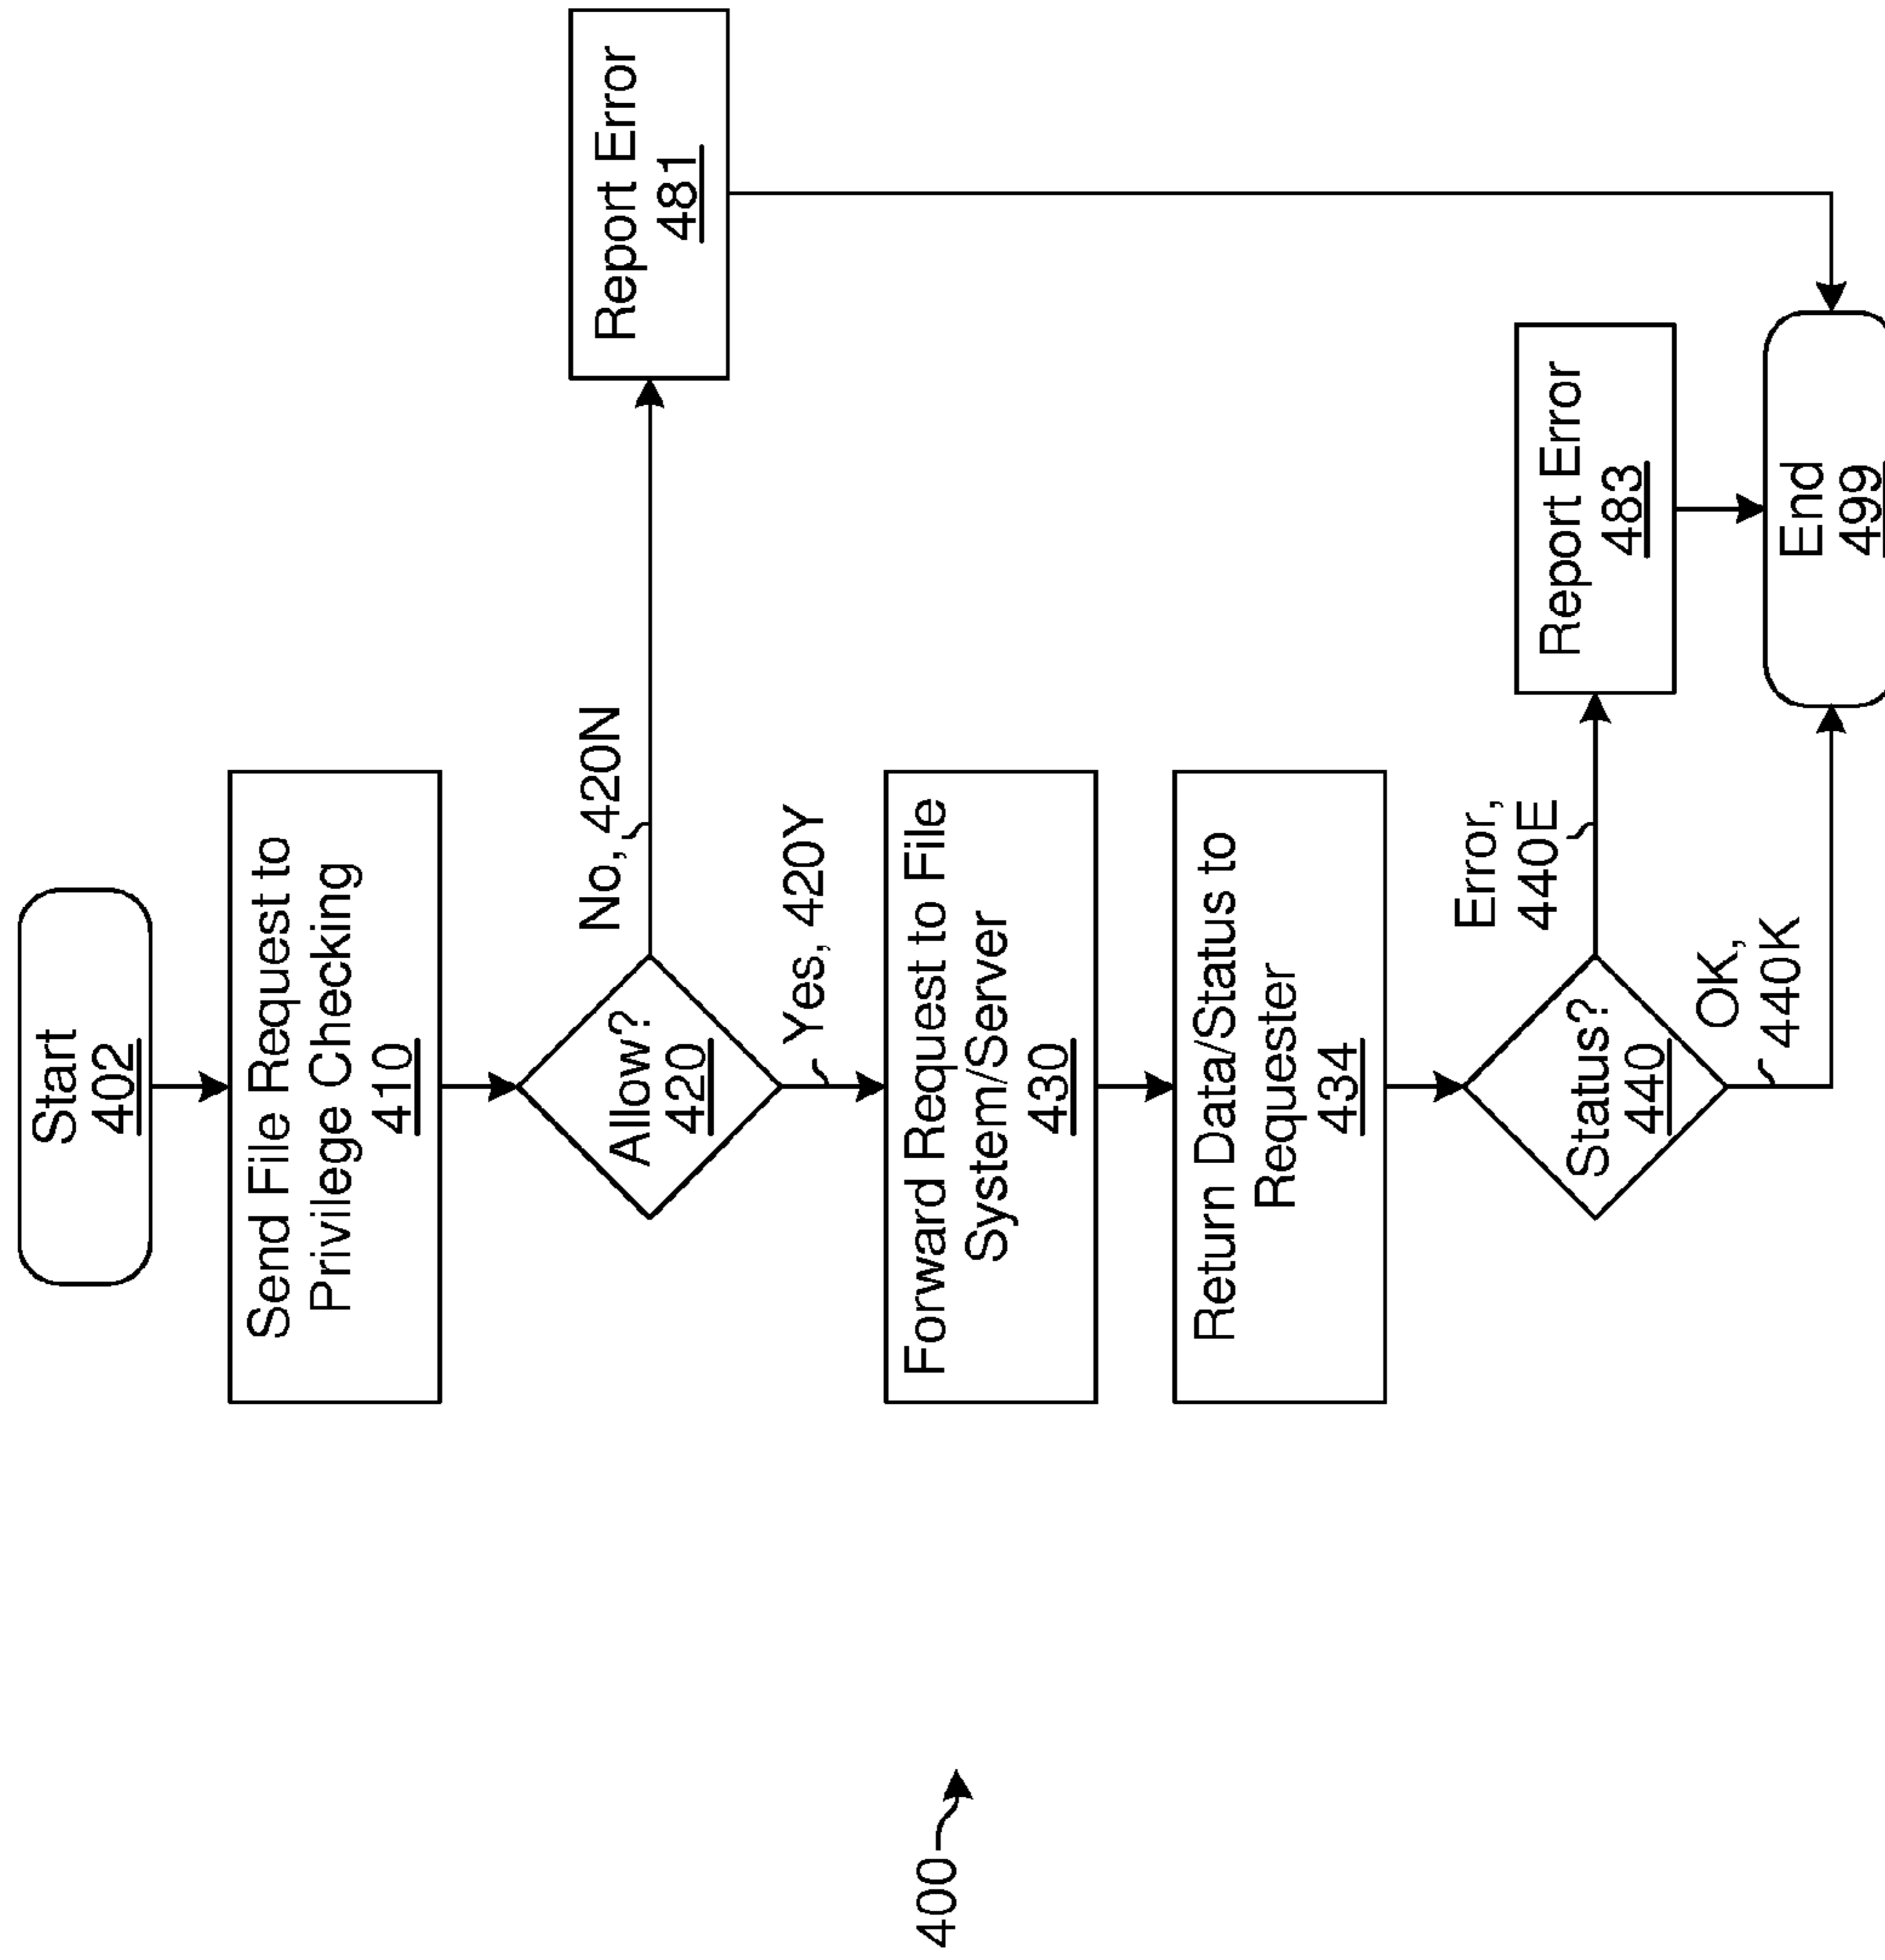 400
Start
402
Send File Request to
Privilege Checking
410
Allow?
420
No, 420N
Yes, 420Y
Report Error
481
Forward Request to File
System/Server
430
Return Data/Status to
Requester
434
Status?
440
Error,
440E
OK,
440K
Report Error
483
End
499